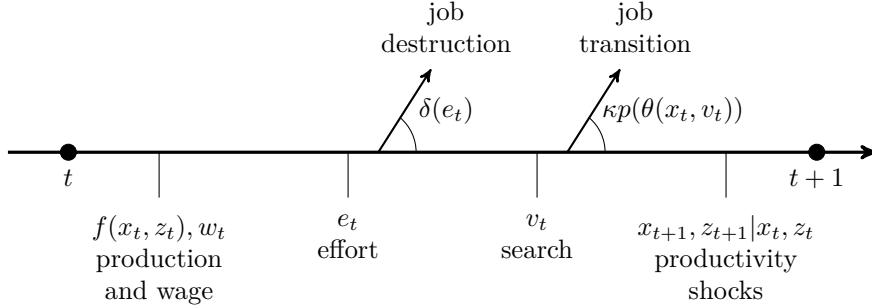 job
destruction
job
transition
δ(e_t)
κp(θ(x_t, v_t))
t
t + 1
f(x_t, z_t), w_t
production
and wage
e_t
effort
v_t
search
x_{t+1}, z_{t+1}|x_t, z_t
productivity
shocks